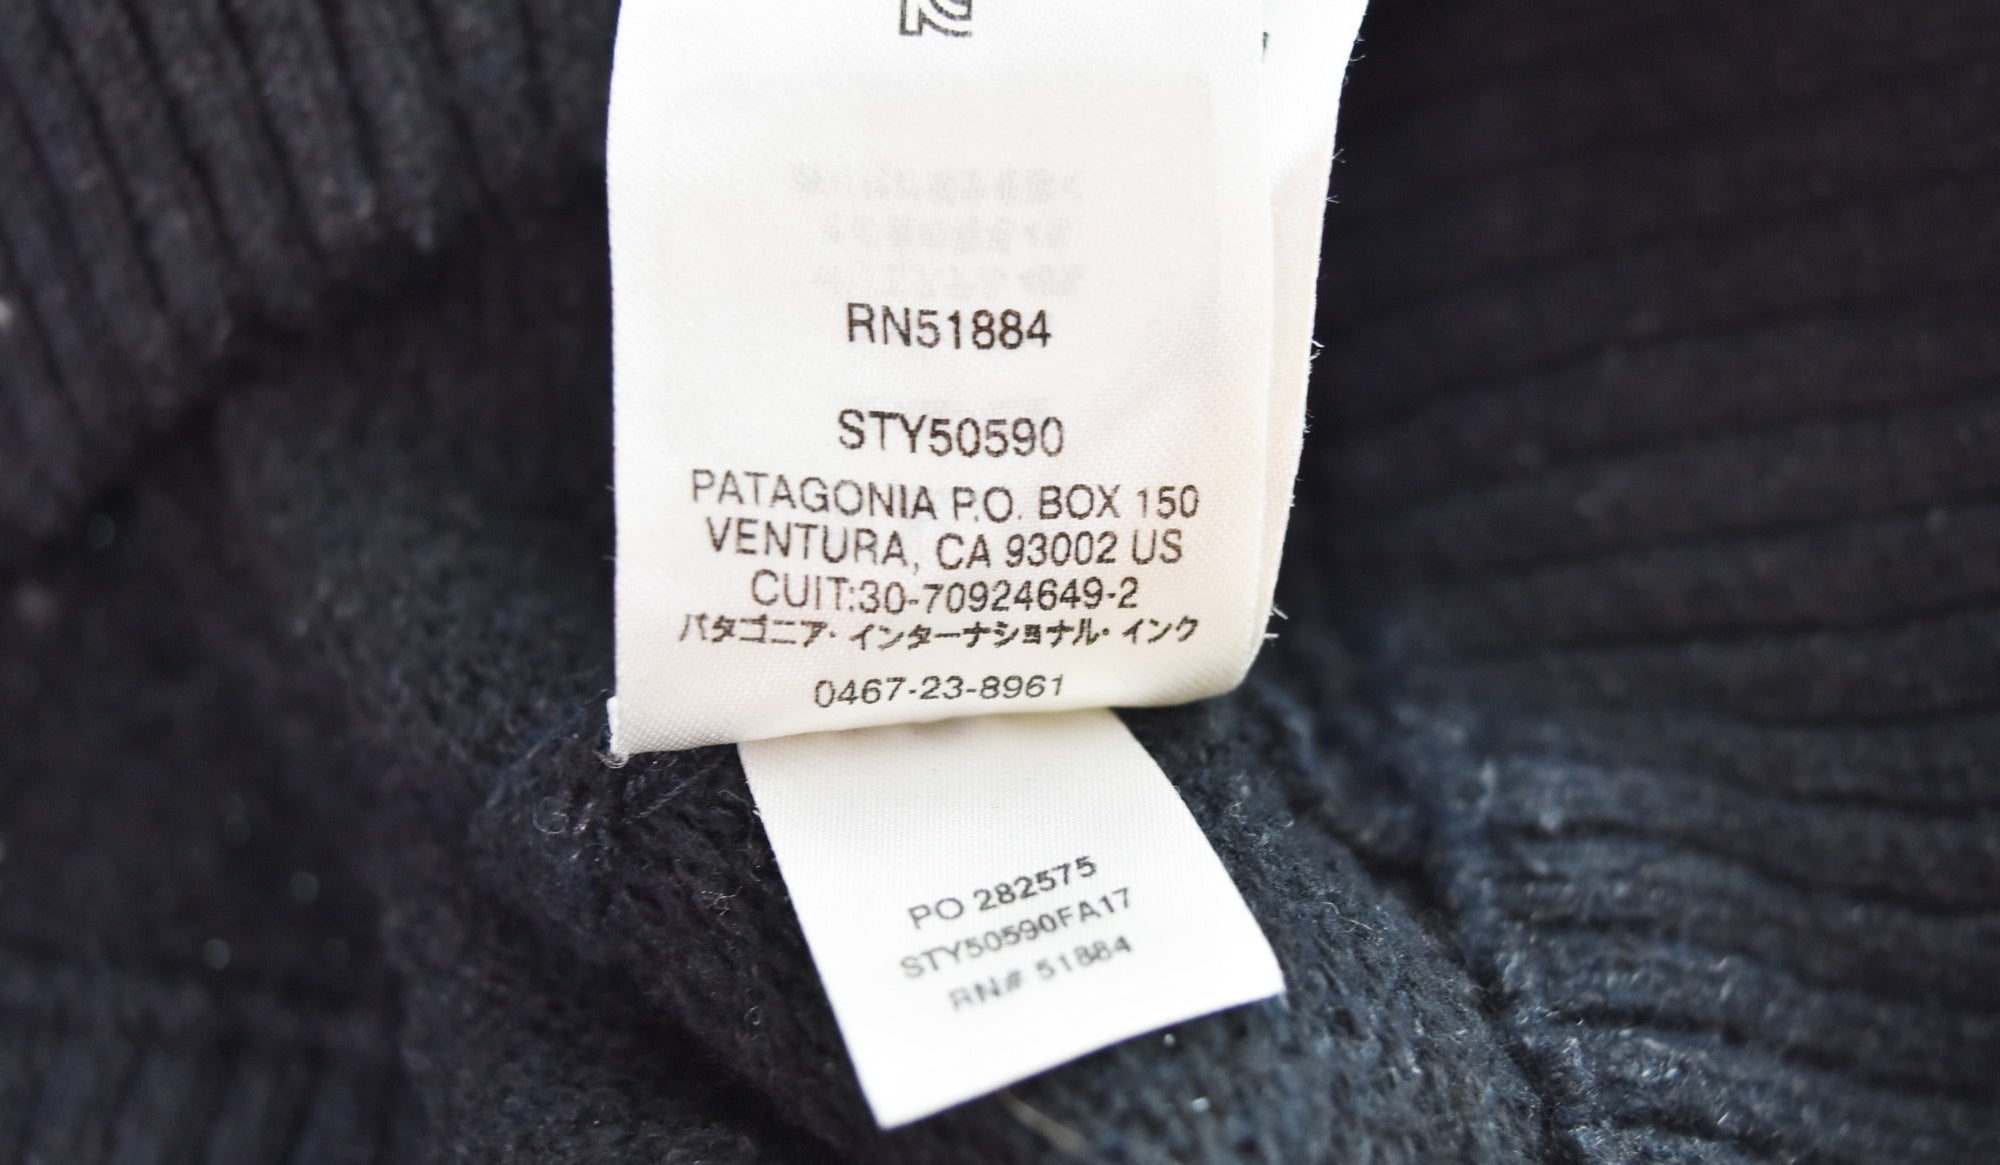 RN51884
STY50590
PATAGONIA P.O. BOX 150
VENTURA, CA 93002 US
CUIT:30-70924649-2
パタゴニア・インターナショナル・インク
0467-23-8961
PO 282575
STY50590FA17
RN# 51884